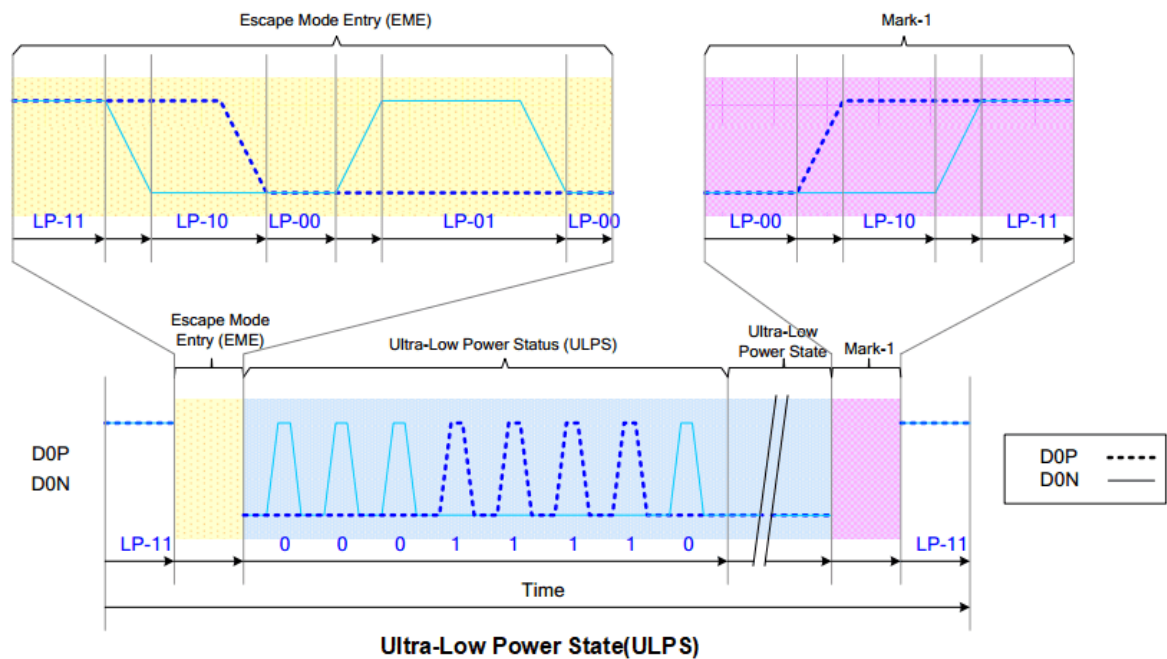 Escape Mode Entry (EME)
Mark-1
LP-11 LP-10 LP-00 LP-01 LP-00
LP-00 LP-10 LP-11
Escape Mode
Entry (EME)
Ultra-Low Power Status (ULPS)
Ultra-Low
Power State
Mark-1
D0P
D0N
D0P
D0N
LP-11 0 0 0 1 1 1 1 0 LP-11
Time
Ultra-Low Power State(ULPS)